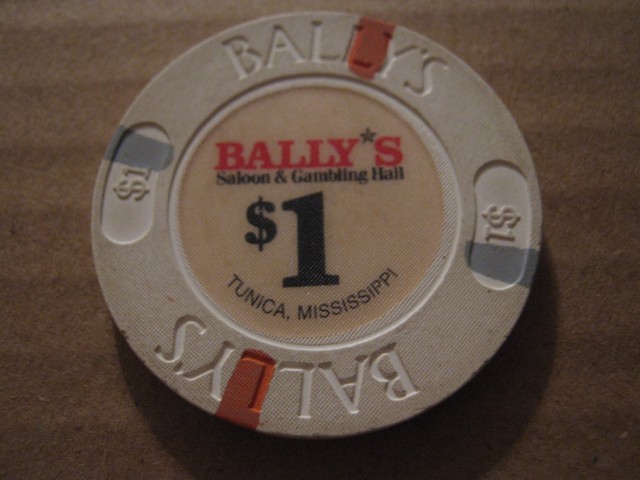 BALLY'S
BALLY'S
Saloon & Gambling Hall
$1
$1
$1
TUNICA, MISSISSIPPI
BALLY'S